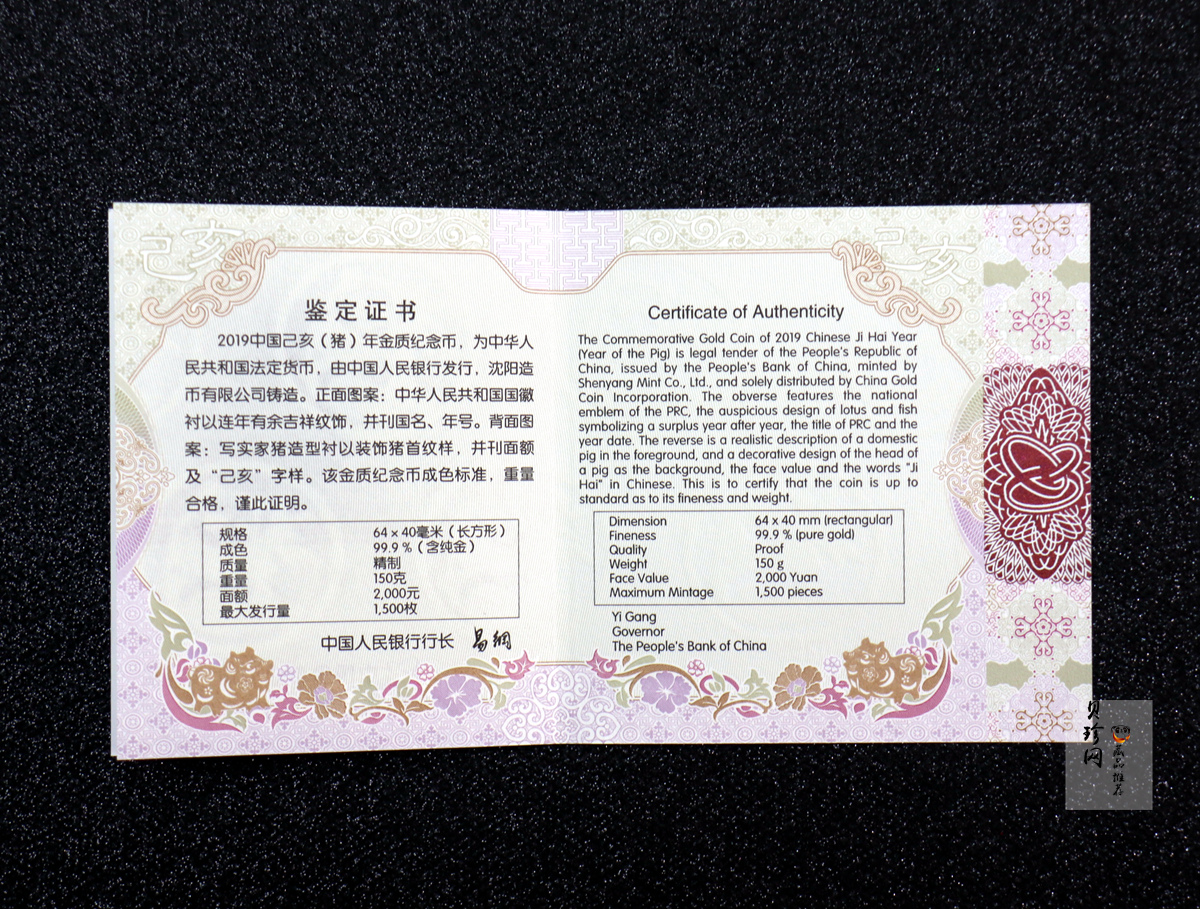 己亥
鉴定证书
2019中国己亥（猪）年金质纪念币，为中华人
民共和国法定货币，由中国人民银行发行，沈阳造
币有限公司铸造。正面图案：中华人民共和国国徽
衬以连年有余吉祥纹饰，并刊国名、年号。背面图
案：写实家猪造型衬以装饰猪首纹样，并刊面额
及“己亥”字样。该金质纪念币成色标准，重量
合格，谨此证明。
规格 64 x 40毫米（长方形）
成色 99.9 %（含纯金）
质量 精制
重量 150克
面额 2,000元
最大发行量 1,500枚
中国人民银行行长 易纲
己亥
Certificate of Authenticity
The Commemorative Gold Coin of 2019 Chinese Ji Hai Year
(Year of the Pig) is legal tender of the People's Republic of
China, issued by the People's Bank of China, minted by
Shenyang Mint Co., Ltd., and solely distributed by China Gold
Coin Incorporation. The obverse features the national
emblem of the PRC, the auspicious design of lotus and fish
symbolizing a surplus year after year, the title of PRC and the
year date. The reverse is a realistic description of a domestic
pig in the foreground, and a decorative design of the head of
a pig as the background, the face value and the words "Ji
Hai" in Chinese. This is to certify that the coin is up to
standard as to its fineness and weight.
Dimension 64 x 40 mm (rectangular)
Fineness 99.9 % (pure gold)
Quality Proof
Weight 150 g
Face Value 2,000 Yuan
Maximum Mintage 1,500 pieces
Yi Gang
Governor
The People's Bank of China
贝珍网
藏品推荐